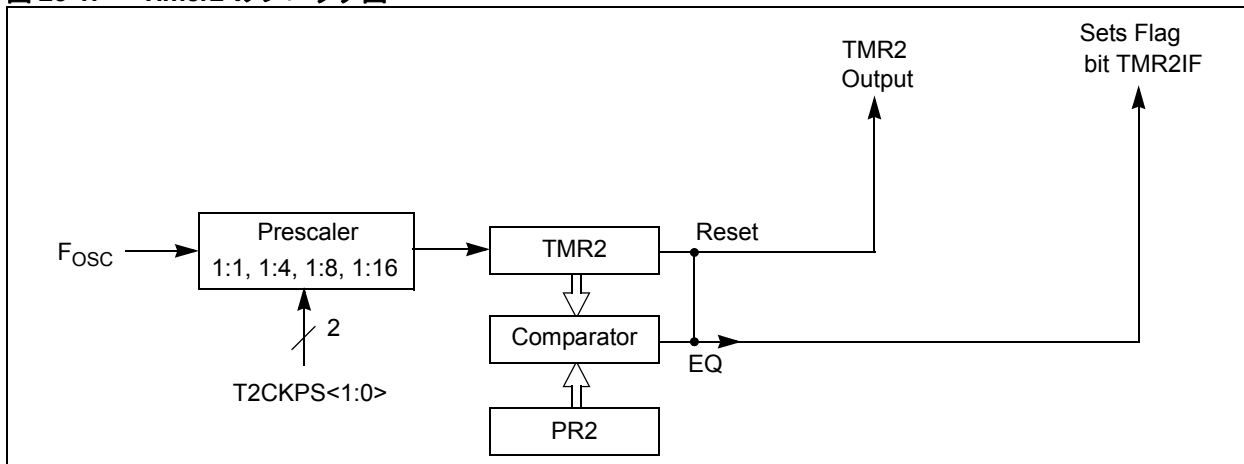 TMR2
Output
Sets Flag
bit TMR2IF
FOSC
Prescaler
1:1, 1:4, 1:8, 1:16
2
T2CKPS<1:0>
TMR2
Reset
Comparator
EQ
PR2